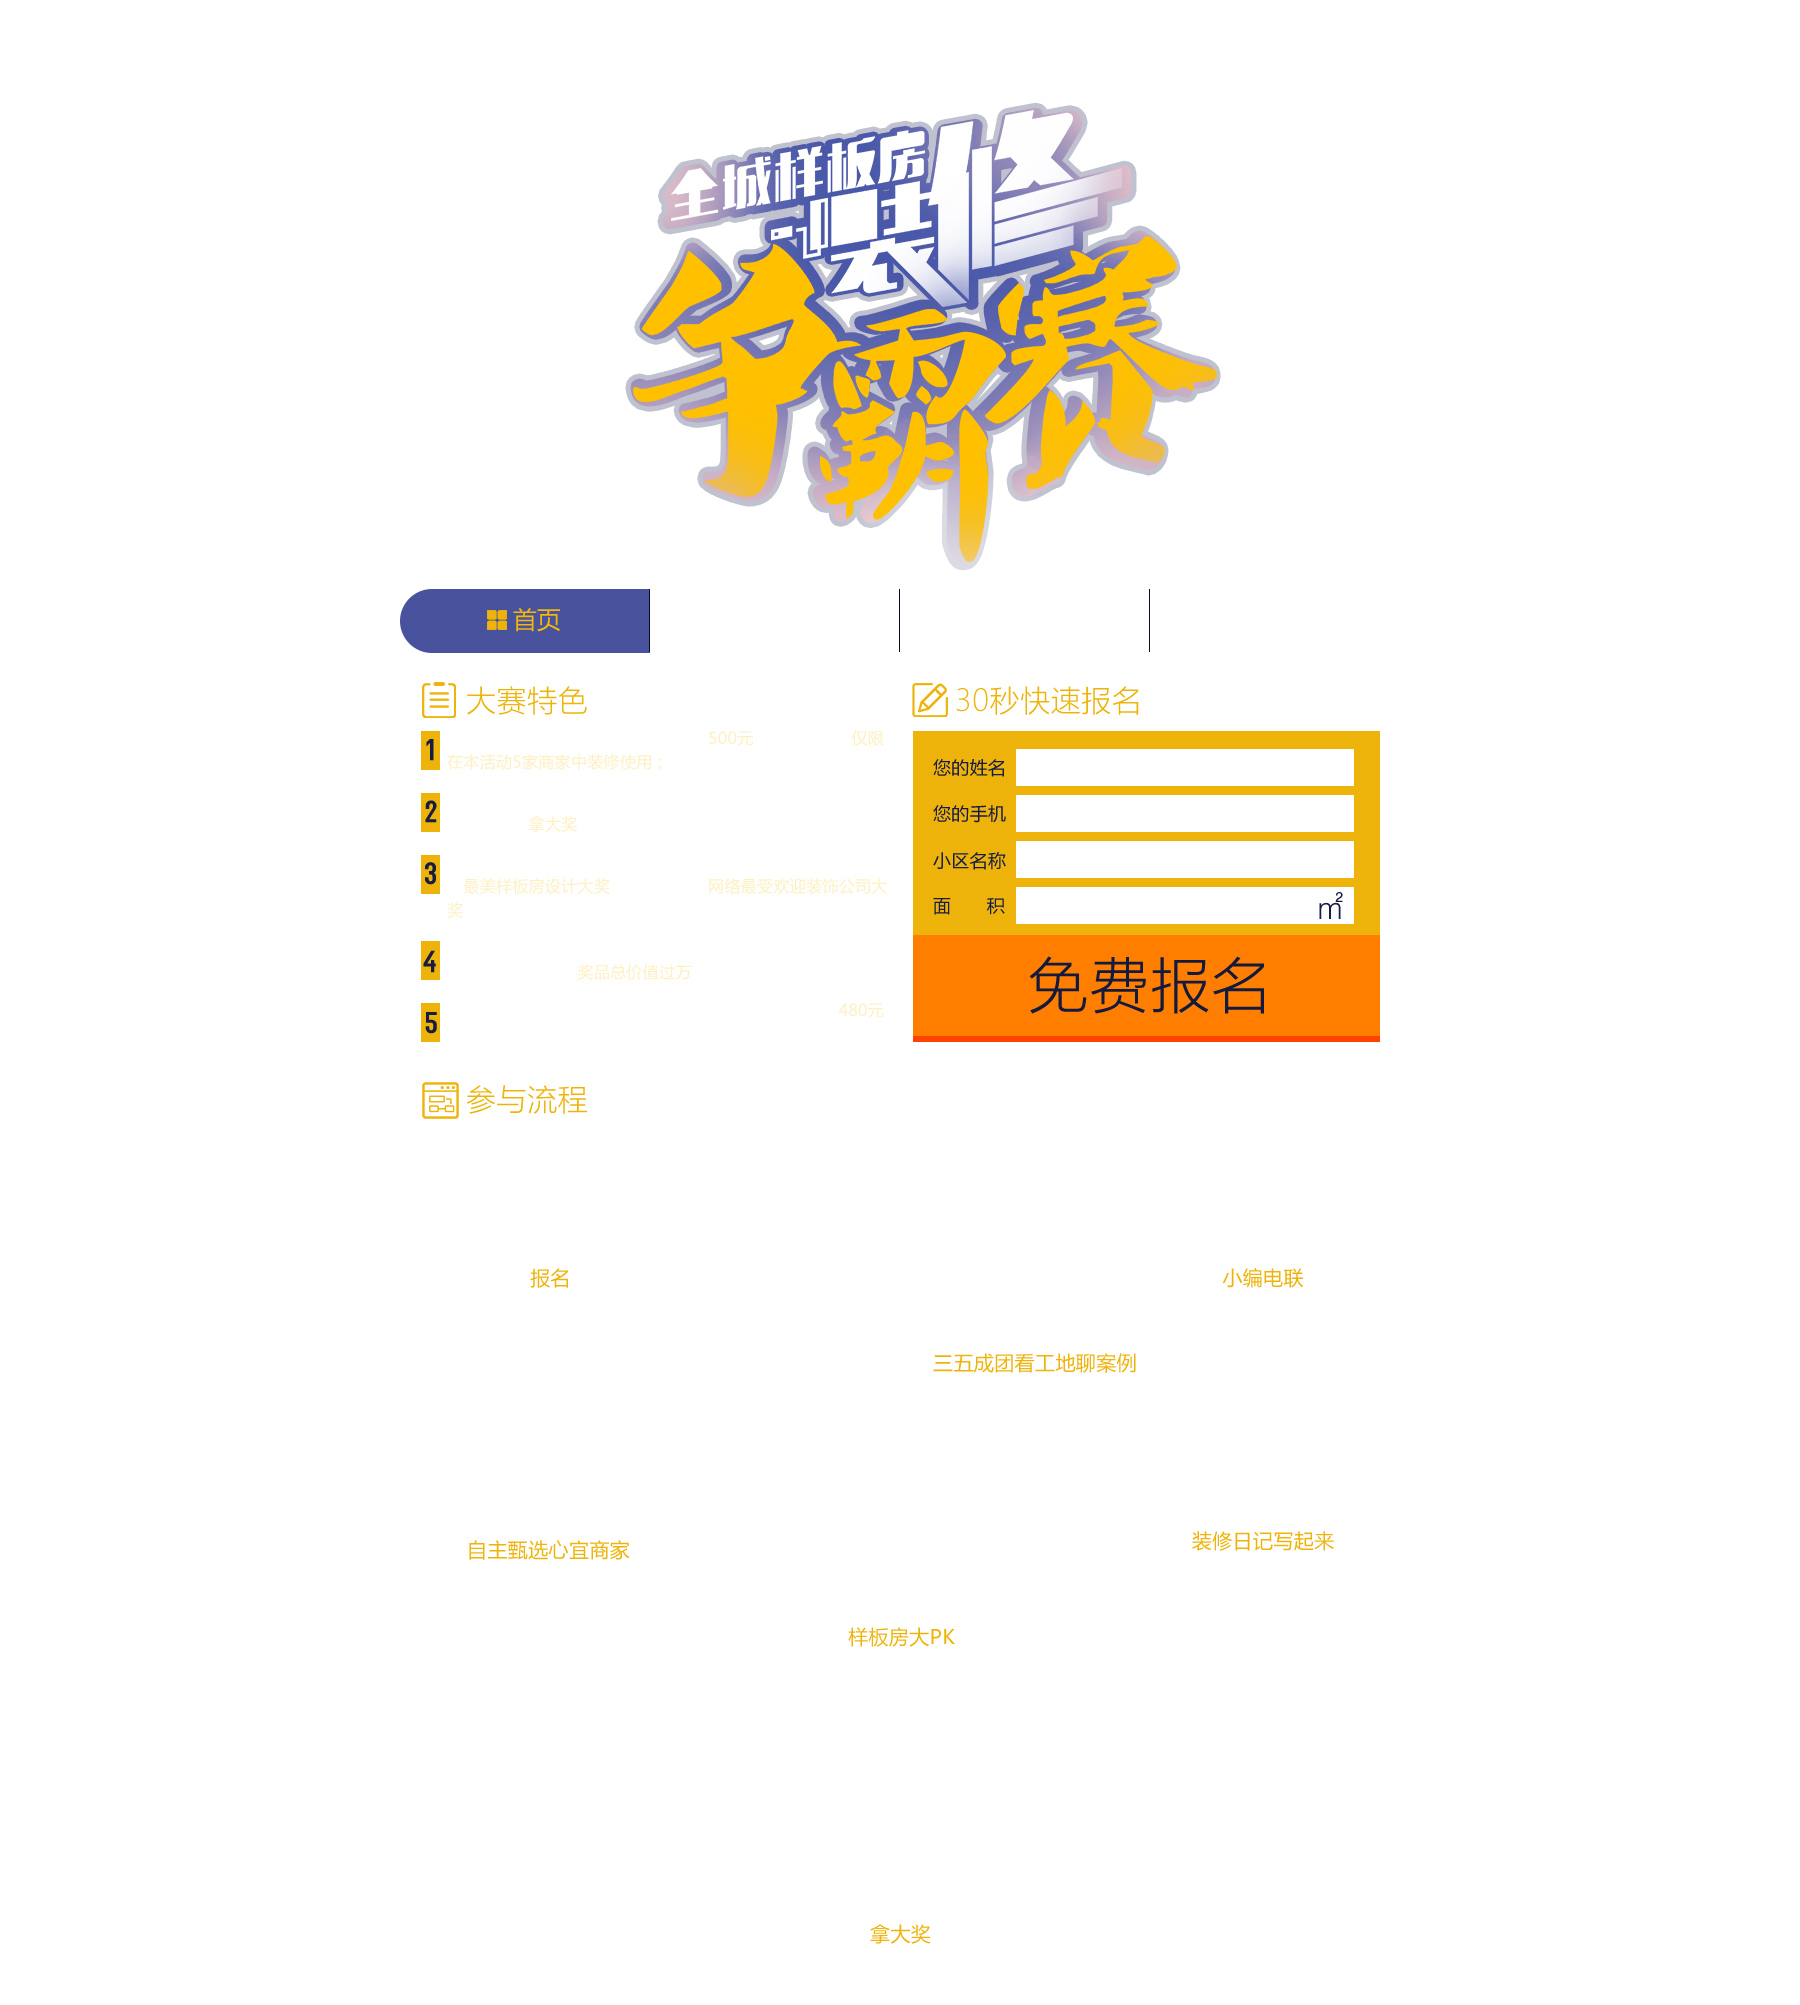 全城样板房
装修
争霸赛
首页
大赛特色
30秒快速报名
1
500元
仅限
在本活动5家商家中装修使用；
2
拿大奖
3
最美样板房设计大奖
网络最受欢迎装饰公司大
奖
4
奖品总价值过万
5
480元
您的姓名
您的手机
小区名称
面 积
m²
免费报名
参与流程
报名
小编电联
三五成团看工地聊案例
自主甄选心宜商家
装修日记写起来
样板房大PK
拿大奖